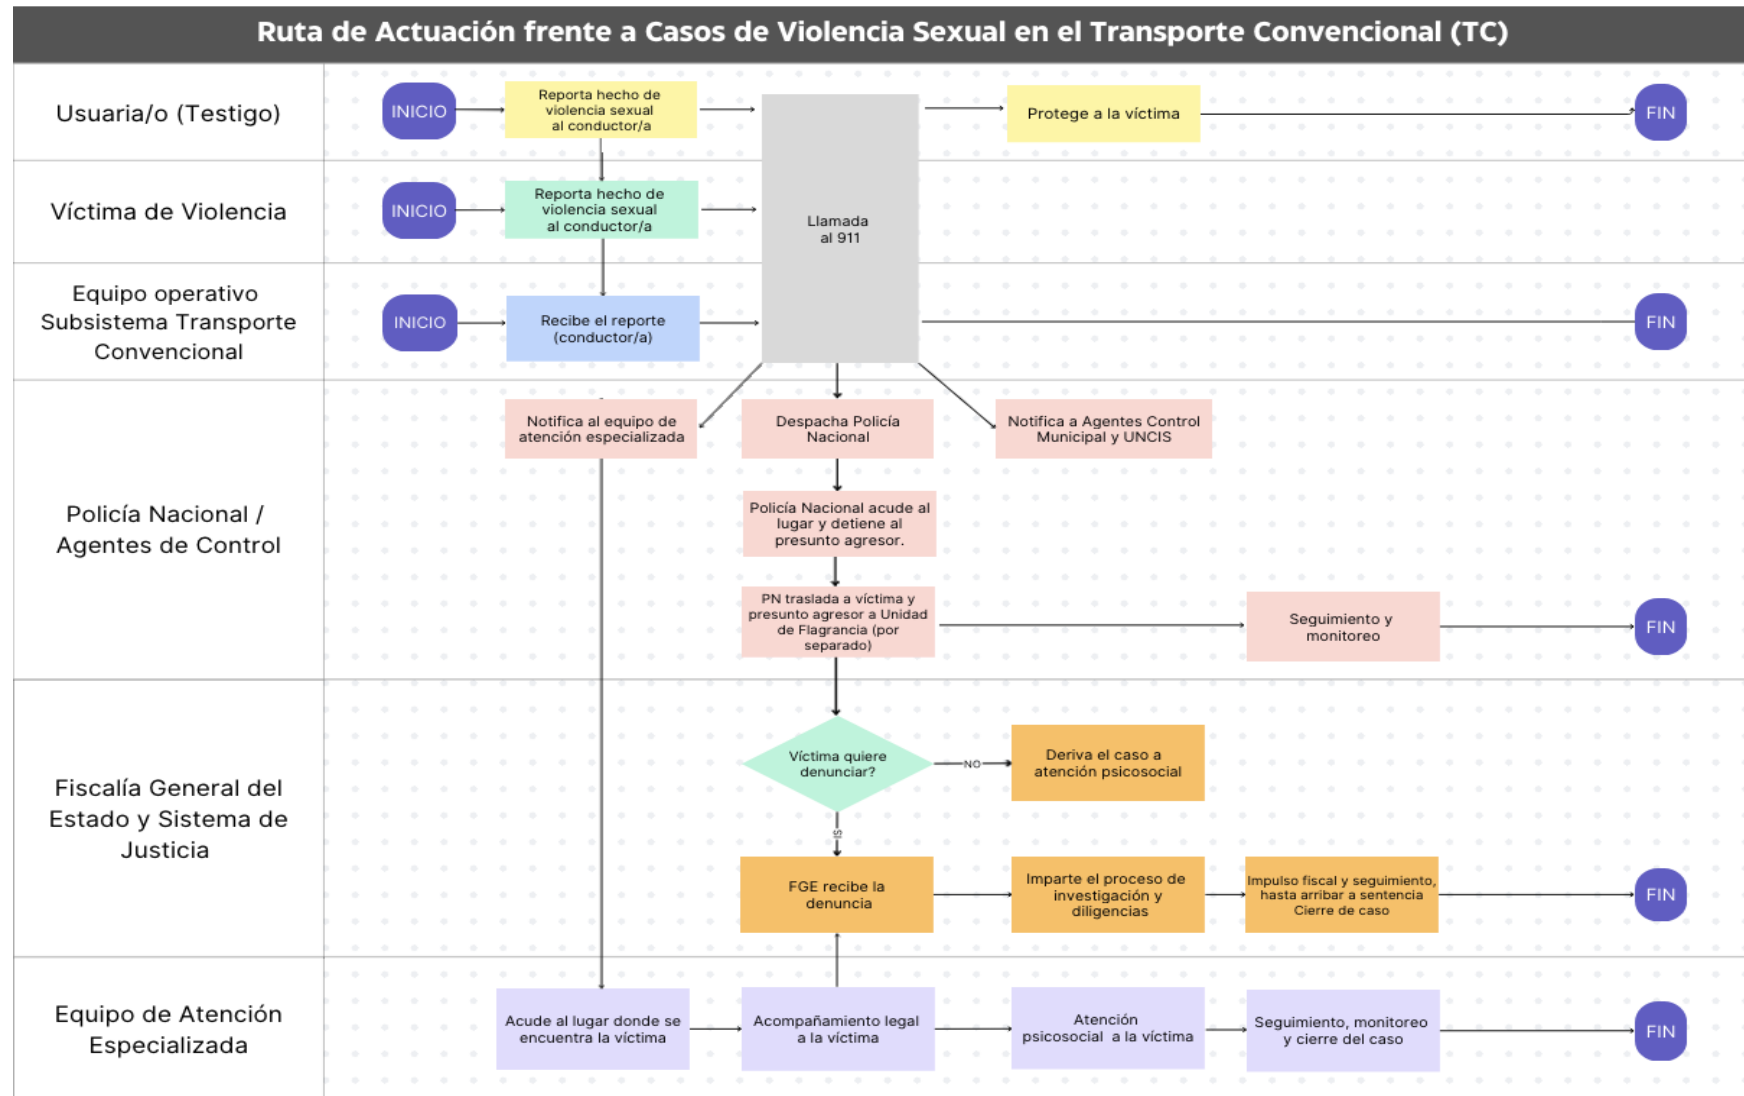 Ruta de Actuación frente a Casos de Violencia Sexual en el Transporte Convencional (TC)
Usuaria/o (Testigo)
INICIO
Reporta hecho de
violencia sexual
al conductor/a
Protege a la víctima
FIN
Víctima de Violencia
INICIO
Reporta hecho de
violencia sexual
al conductor/a
Llamada
al 911
Equipo operativo
Subsistema Transporte
Convencional
INICIO
Recibe el reporte
(conductor/a)
FIN
Policía Nacional /
Agentes de Control
Notifica al equipo de
atención especializada
Despacha Policía
Nacional
Notifica a Agentes Control
Municipal y UNCIS
Policía Nacional acude al
lugar y detiene al
presunto agresor.
PN traslada a víctima y
presunto agresor a Unidad
de Flagrancia (por
separado)
Seguimiento y
monitoreo
FIN
Fiscalía General del
Estado y Sistema de
Justicia
Víctima quiere
denunciar?
NO
Deriva el caso a
atención psicosocial
SI
FGE recibe la
denuncia
Imparte el proceso de
investigación y
diligencias
Impulso fiscal y seguimiento,
hasta arribar a sentencia
Cierre de caso
FIN
Equipo de Atención
Especializada
Acude al lugar donde se
encuentra la víctima
Acompañamiento legal
a la víctima
Atención
psicosocial a la víctima
Seguimiento, monitoreo
y cierre del caso
FIN